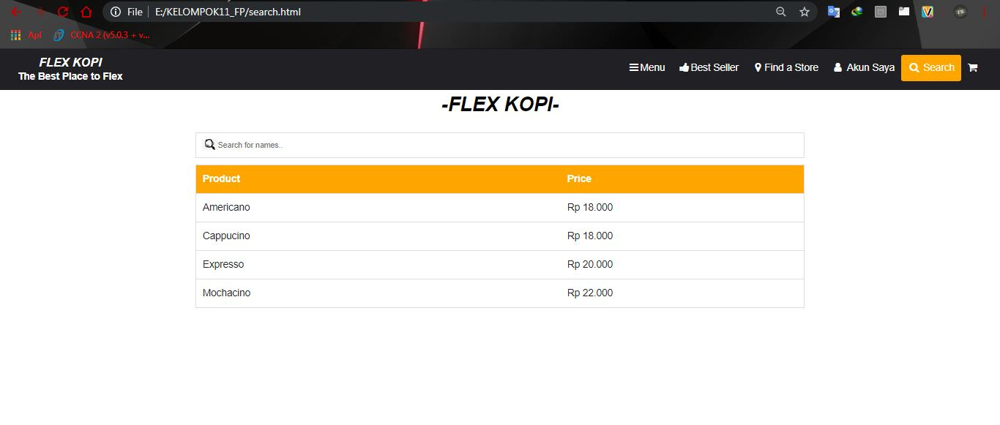 File E:/KELOMPOK11_FP/search.html
Apl CCNA 2 (v5.0.3 + v...
FLEX KOPI
The Best Place to Flex
Menu Best Seller Find a Store Akun Saya Search
-FLEX KOPI-
Search for names..
Product Price
Americano Rp 18.000
Cappucino Rp 18.000
Expresso Rp 20.000
Mochacino Rp 22.000